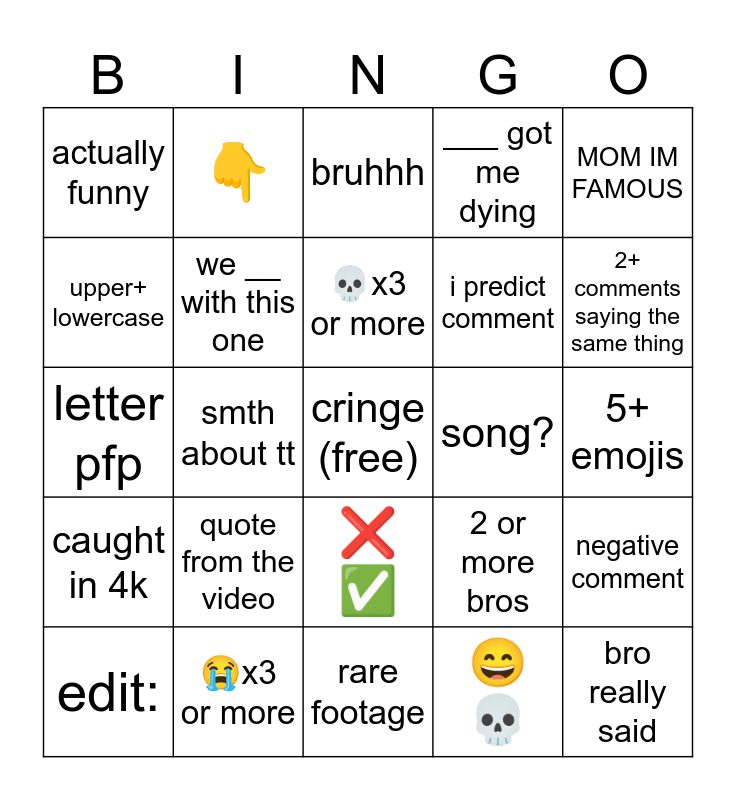 B I N G O
actually
funny
👇
bruhhh
___ got
me
dying
MOM IM
FAMOUS
upper+
lowercase
we __
with this
one
💀x3
or more
i predict
comment
2+
comments
saying the
same thing
letter
pfp
smth
about tt
cringe
(free)
song?
5+
emojis
caught
in 4k
quote
from the
video
❌
✅
2 or
more
bros
negative
comment
edit:
😭x3
or more
rare
footage
😄
💀
bro
really
said